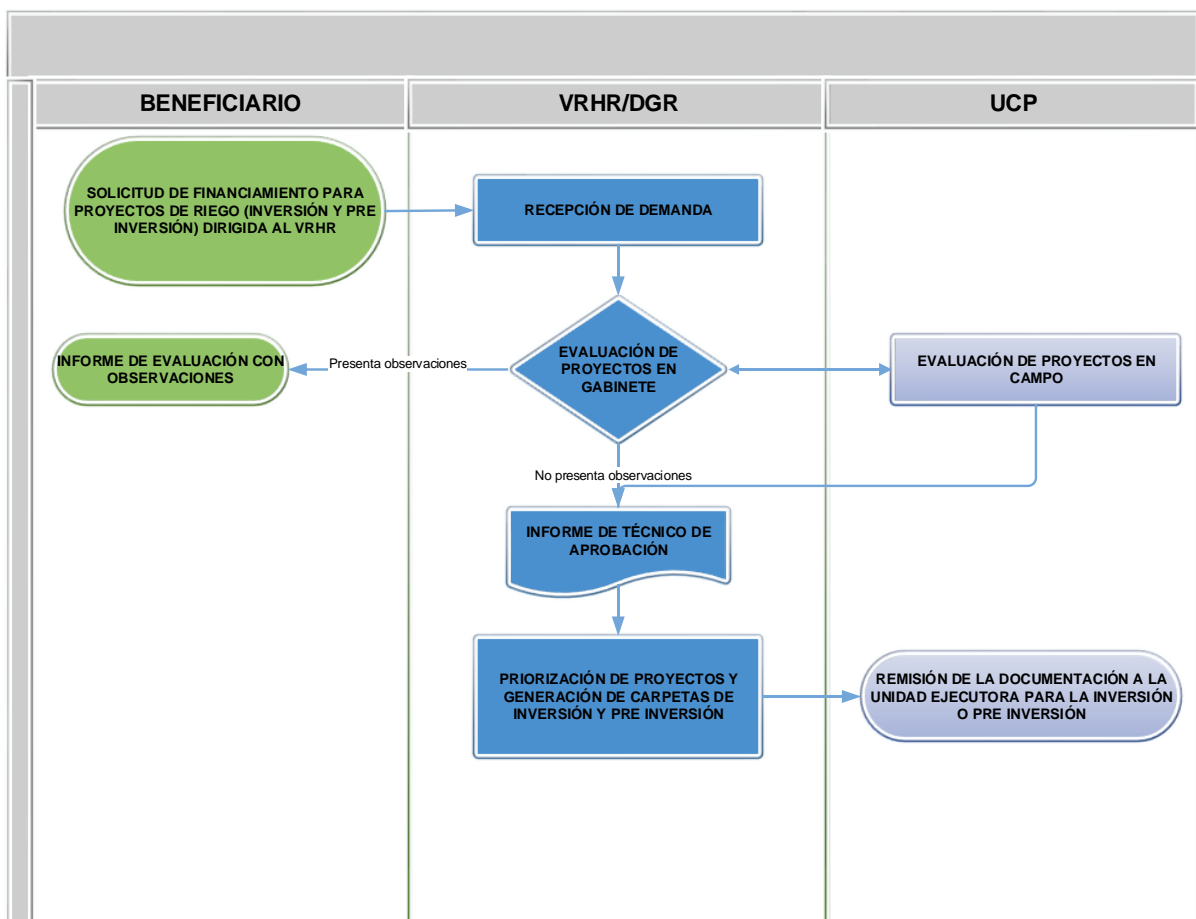 BENEFICIARIO
VRHR/DGR
UCP
SOLICITUD DE FINANCIAMIENTO PARA
PROYECTOS DE RIEGO (INVERSIÓN Y PRE
INVERSIÓN) DIRIGIDA AL VRHR
RECEPCIÓN DE DEMANDA
INFORME DE EVALUACIÓN CON
OBSERVACIONES
Presenta observaciones
EVALUACIÓN DE
PROYECTOS EN
GABINETE
EVALUACIÓN DE PROYECTOS EN
CAMPO
No presenta observaciones
INFORME DE TÉCNICO DE
APROBACIÓN
PRIORIZACIÓN DE PROYECTOS Y
GENERACIÓN DE CARPETAS DE
INVERSIÓN Y PRE INVERSIÓN
REMISIÓN DE LA DOCUMENTACIÓN A LA
UNIDAD EJECUTORA PARA LA INVERSIÓN
O PRE INVERSIÓN